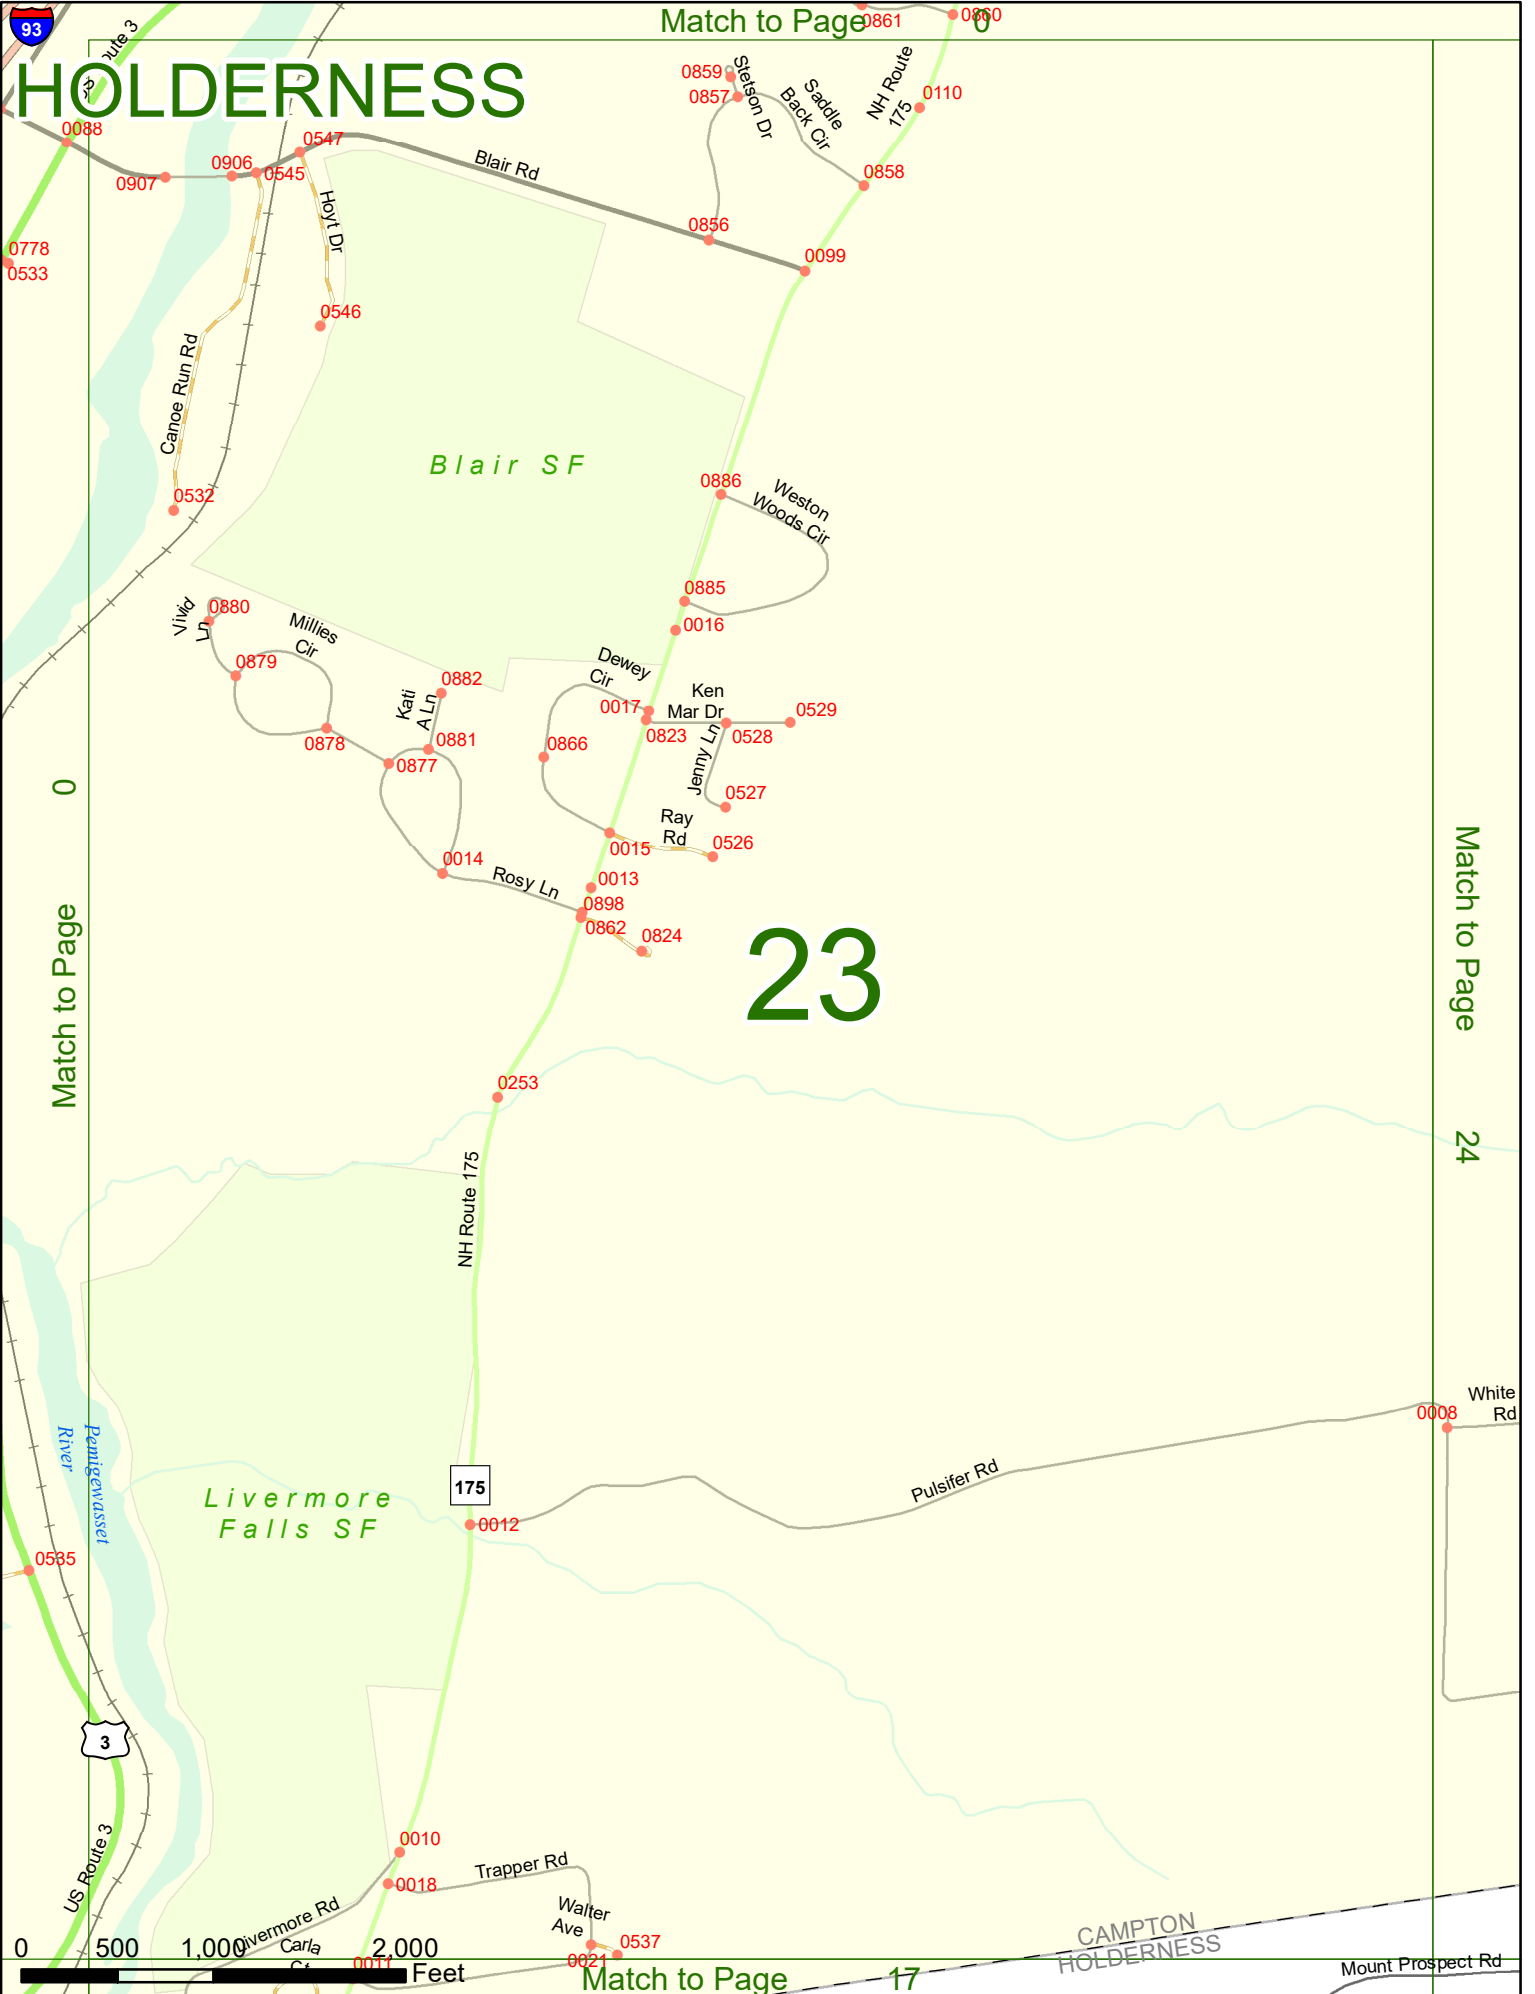 93
Match to Page
0
0861
0860
Route 3
HOLDERNESS
0859
0857
Stetson Dr
Saddle
Back Cir
NH Route
175
0110
0088
0547
0906
0545
0907
Blair Rd
0858
Hoyt Dr
0856
0099
0778
0533
0546
Canoe Run Rd
Blair SF
0532
0886
Weston
Woods Cir
0885
0016
Vivid
Ln
0880
Millies
Cir
0879
0882
Kati
A Ln
Dewey
Cir
Ken
Mar Dr
0017
0823
0529
0528
0878
0881
0877
0866
Jenny Ln
0527
Ray
Rd
0015
0526
0014
Rosy Ln
0013
0898
0862
0824
23
0
Match to Page
Match to Page
24
0253
NH Route 175
White
Rd
0008
Pemigewasset
River
175
Pulsifer Rd
Livermore
Falls SF
0012
0535
3
US Route 3
0010
0018
Trapper Rd
Livermore Rd
Walter
Ave
0537
0021
Carla
0011
0 500 1,000 2,000
Feet
Match to Page
17
CAMPTON
HOLDERNESS
Mount Prospect Rd